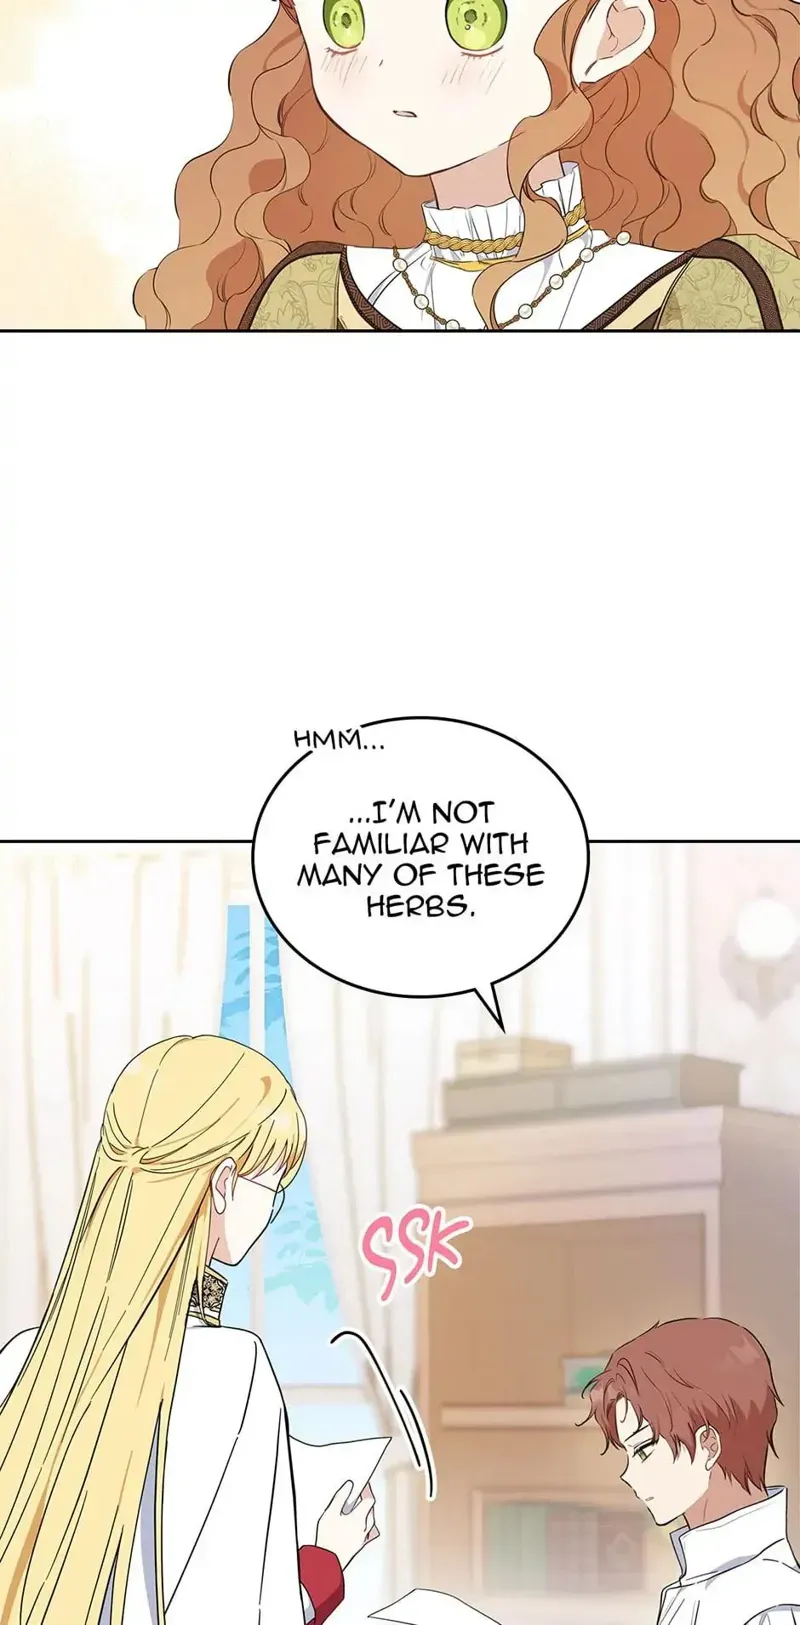 HMM...
...I'M NOT
FAMILIAR WITH
MANY OF THESE
HERBS.
SSK